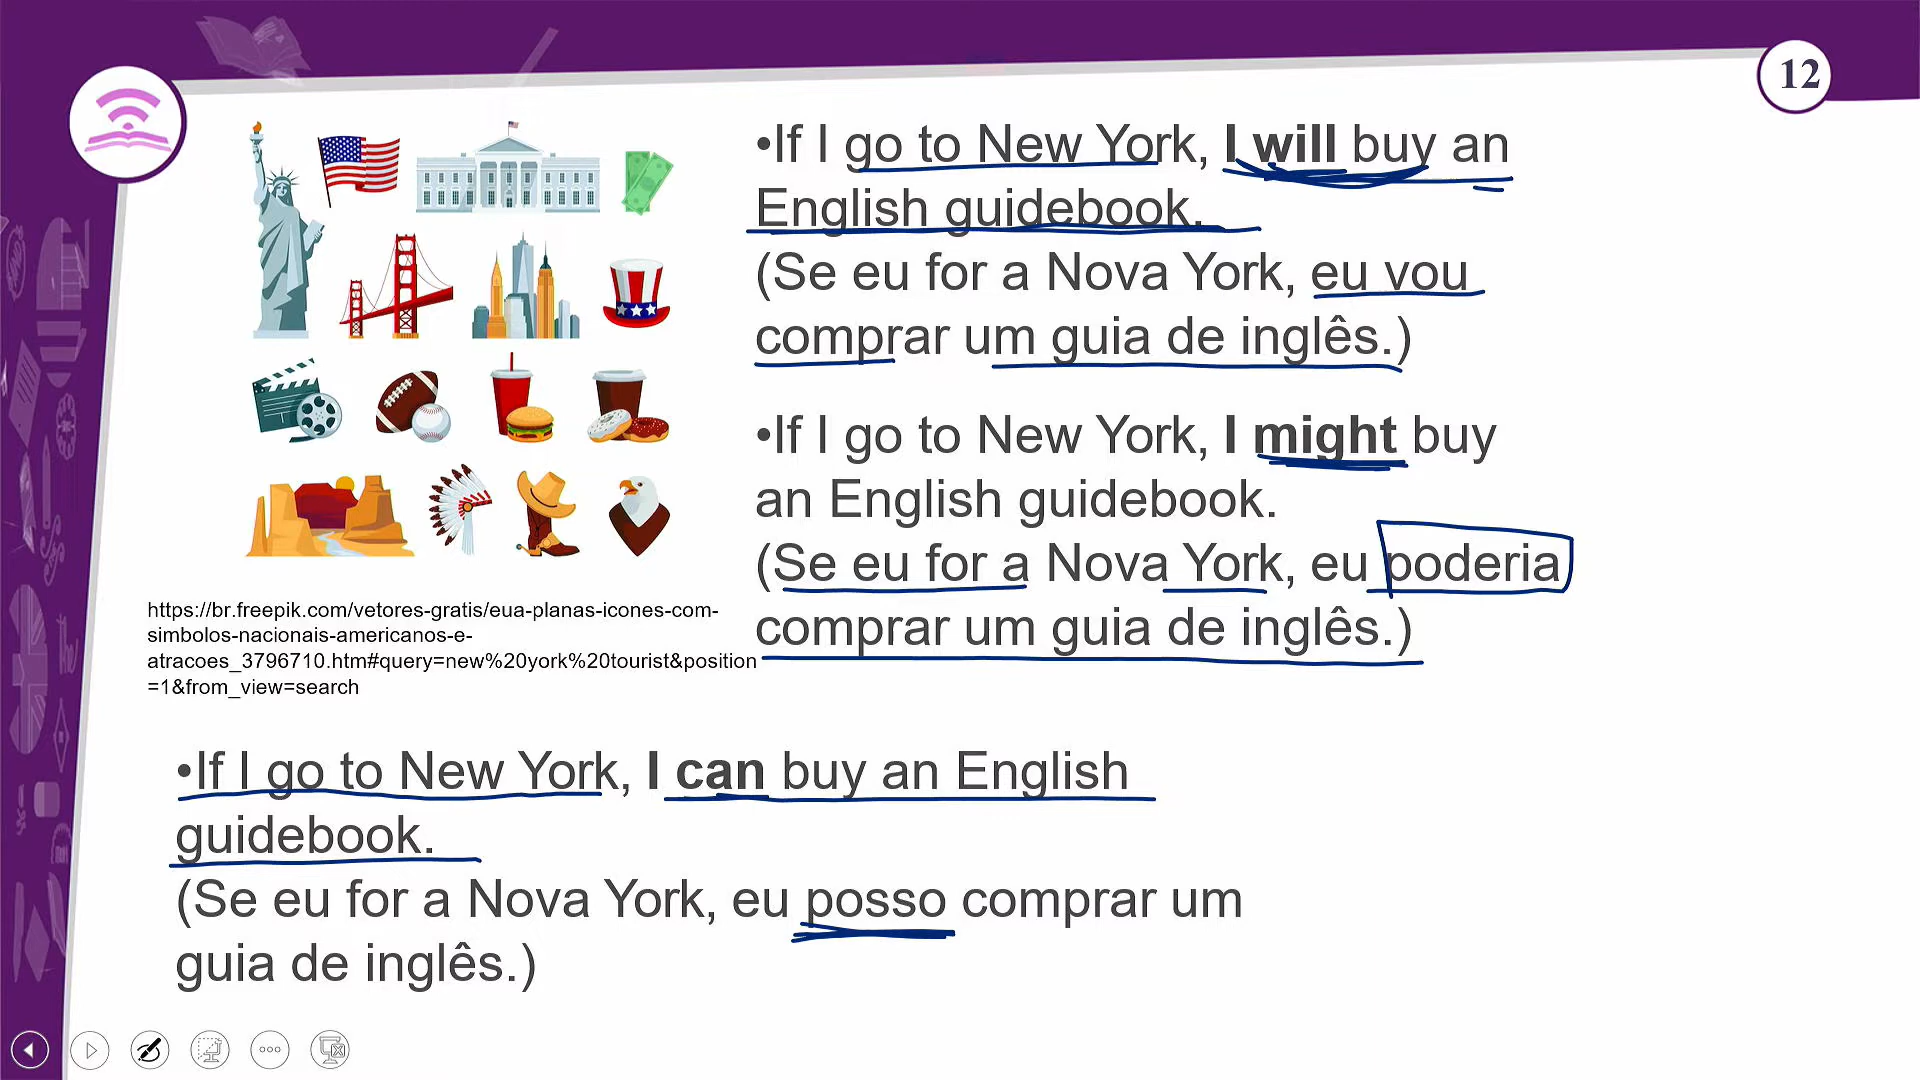 12
•If I go to New York, I will buy an
English guidebook.
(Se eu for a Nova York, eu vou
comprar um guia de inglês.)
•If I go to New York, I might buy
an English guidebook.
(Se eu for a Nova York, eu poderia
comprar um guia de inglês.)
https://br.freepik.com/vetores-gratis/eua-planas-icones-com-
simbolos-nacionais-americanos-e-
atracoes_3796710.htm#query=new%20york%20tourist&position
=1&from_view=search
•If I go to New York, I can buy an English
guidebook.
(Se eu for a Nova York, eu posso comprar um
guia de inglês.)